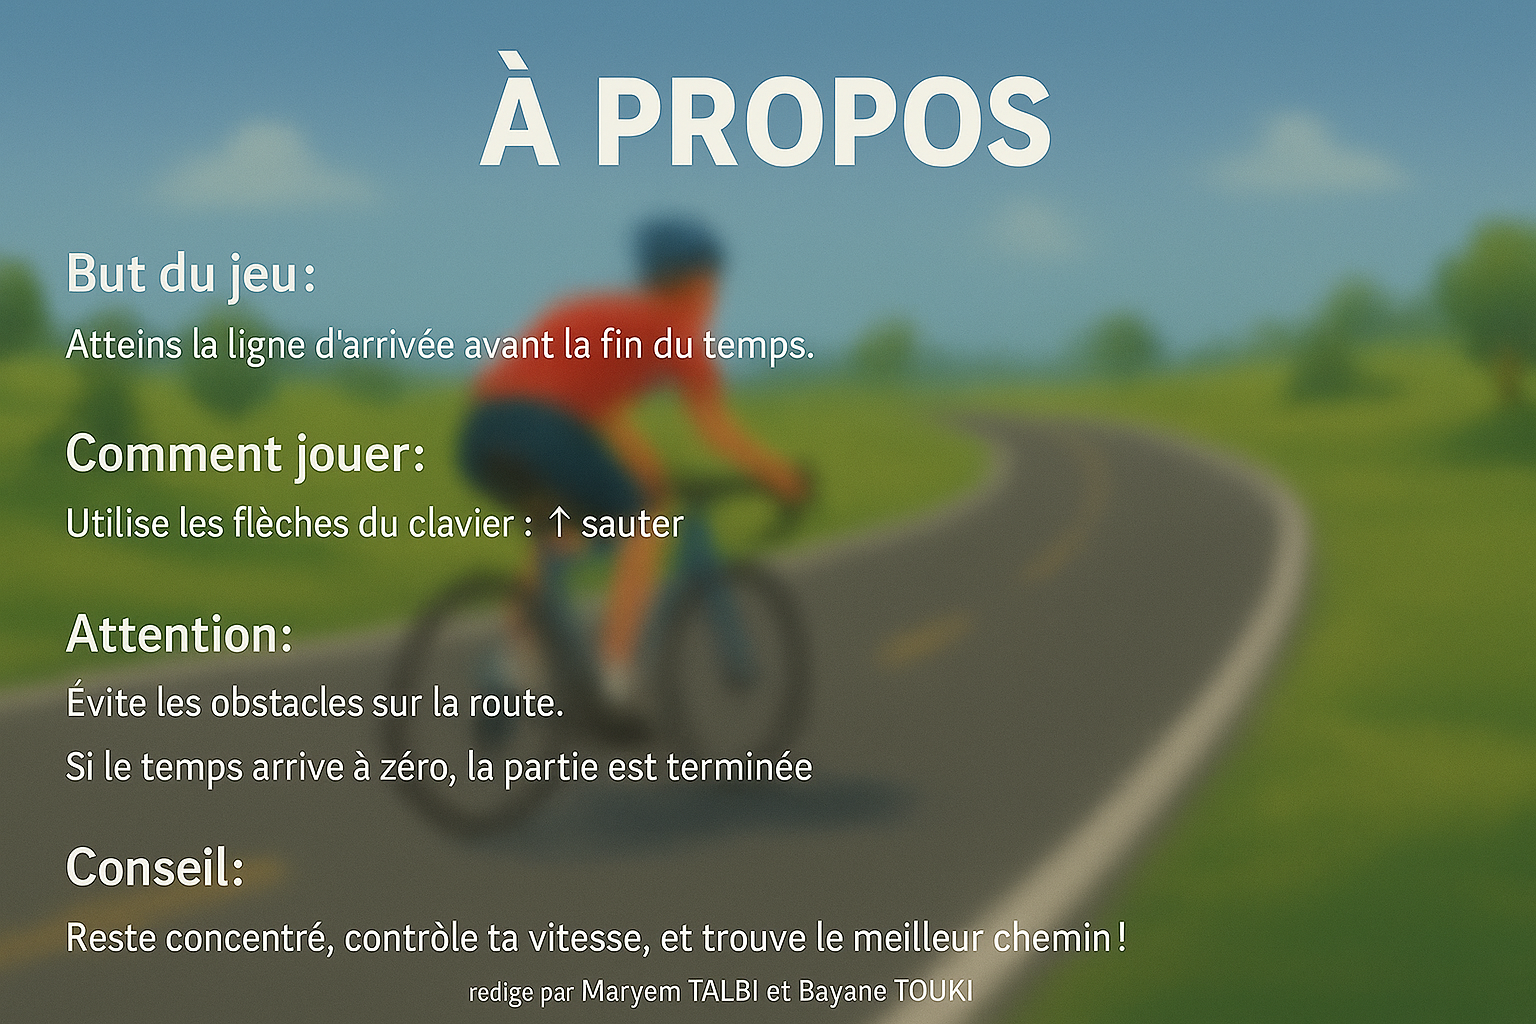 À PROPOS
But du jeu:
Atteins la ligne d'arrivée avant la fin du temps.
Comment jouer:
Utilise les flèches du clavier : ↑ sauter
Attention:
Évite les obstacles sur la route.
Si le temps arrive à zéro, la partie est terminée
Conseil:
Reste concentré, contròle ta vitesse, et trouve le meilleur chemin !
redige par Maryem TALBI et Bayane TOUKI